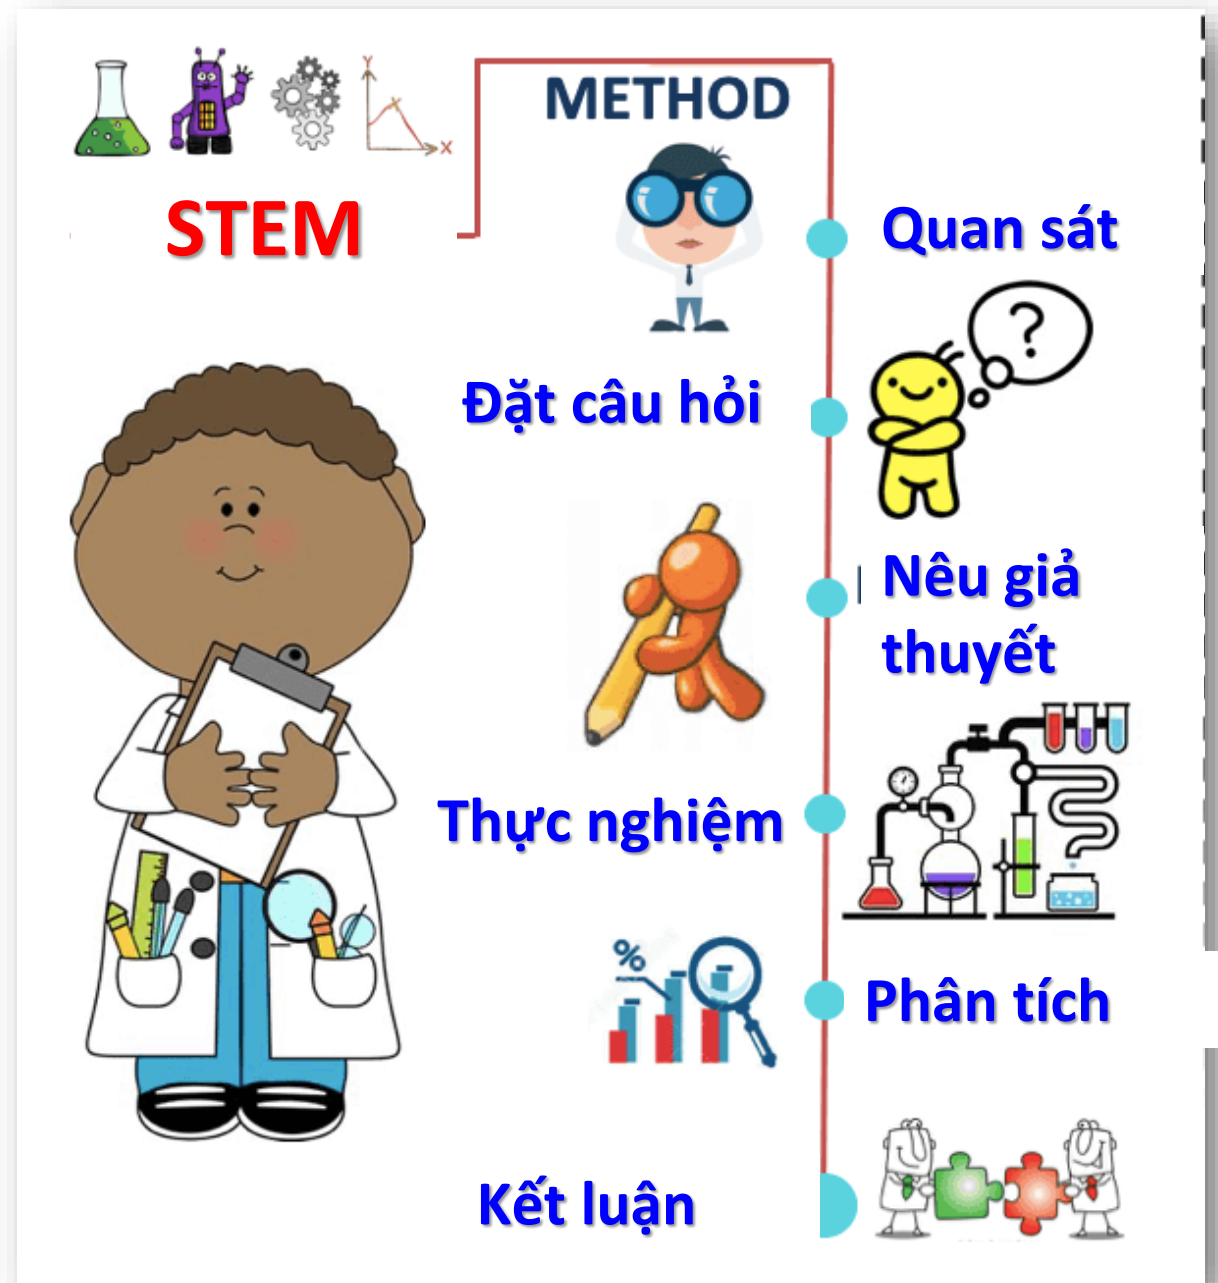 METHOD
Y
X
STEM
Quan sát
?
Đặt câu hỏi
Nêu giả
thuyết
Thực nghiệm
%
Phân tích
Kết luận